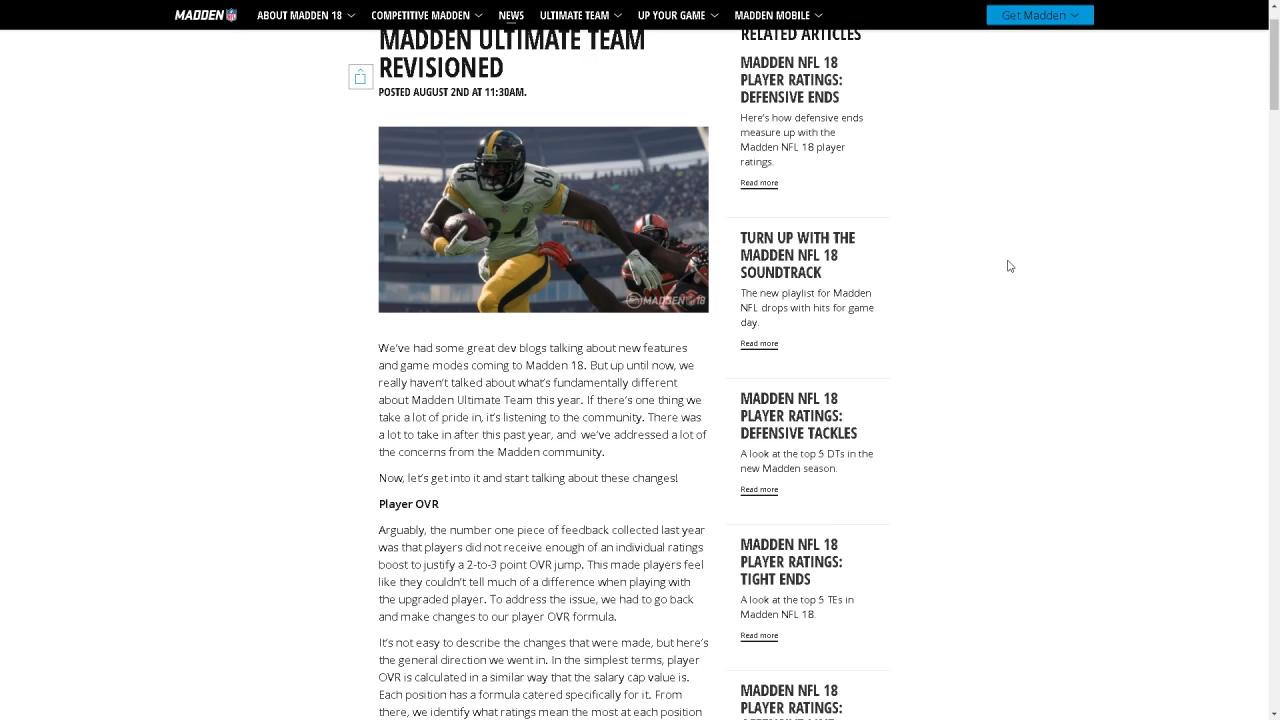 MADDEN NFL ABOUT MADDEN 18 COMPETITIVE MADDEN NEWS ULTIMATE TEAM UP YOUR GAME MADDEN MOBILE Get Madden
MADDEN ULTIMATE TEAM
REVISIONED
POSTED AUGUST 2ND AT 11:30AM.
84
84
84
EA MADDEN NFL 18
We've had some great dev blogs talking about new features
and game modes coming to Madden 18. But up until now, we
really haven't talked about what's fundamentally different
about Madden Ultimate Team this year. If there's one thing we
take a lot of pride in, it's listening to the community. There was
a lot to take in after this past year, and we've addressed a lot of
the concerns from the Madden community.
Now, let's get into it and start talking about these changes!
Player OVR
Arguably, the number one piece of feedback collected last year
was that players did not receive enough of an individual ratings
boost to justify a 2-to-3 point OVR jump. This made players feel
like they couldn't tell much of a difference when playing with
the upgraded player. To address the issue, we had to go back
and make changes to our player OVR formula.
It's not easy to describe the changes that were made, but here's
the general direction we went in. In the simplest terms, player
OVR is calculated in a similar way that the salary cap value is.
Each position has a formula catered specifically for it. From
there, we identify what ratings mean the most at each position
RELATED ARTICLES
MADDEN NFL 18
PLAYER RATINGS:
DEFENSIVE ENDS
Here's how defensive ends
measure up with the
Madden NFL 18 player
ratings.
Read more
TURN UP WITH THE
MADDEN NFL 18
SOUNDTRACK
The new playlist for Madden
NFL drops with hits for game
day.
Read more
MADDEN NFL 18
PLAYER RATINGS:
DEFENSIVE TACKLES
A look at the top 5 DTs in the
new Madden season.
Read more
MADDEN NFL 18
PLAYER RATINGS:
TIGHT ENDS
A look at the top 5 TEs in
Madden NFL 18.
Read more
MADDEN NFL 18
PLAYER RATINGS: